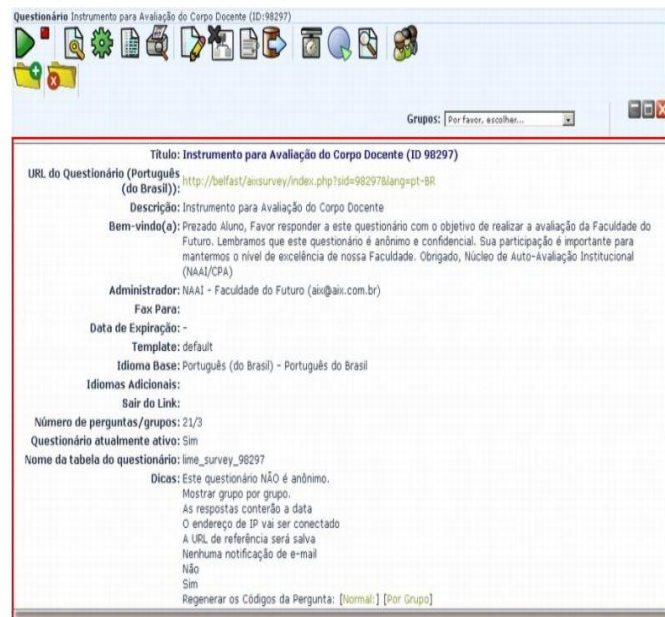 Questionário Instrumento para Avaliação do Corpo Docente (ID:98297)
Grupos: Por favor, escolher...
Título: Instrumento para Avaliação do Corpo Docente (ID 98297)
URL do Questionário (Português
(do Brasil)): http://belfast/aixsurvey/index.php?sid=98297&lang=pt-BR
Descrição: Instrumento para Avaliação do Corpo Docente
Bem-vindo(a): Prezado Aluno, Favor responder a este questionário com o objetivo de realizar a avaliação da Faculdade do
Futuro. Lembramos que este questionário é anônimo e confidencial. Sua participação é importante para
mantermos o nível de excelência de nossa Faculdade. Obrigado, Núcleo de Auto-Avaliação Institucional
(NAAI/CPA)
Administrador: NAAI - Faculdade do Futuro (aix@aix.com.br)
Fax Para:
Data de Expiração: -
Template: default
Idioma Base: Português (do Brasil) - Português do Brasil
Idiomas Adicionais:
Sair do Link:
Número de perguntas/grupos: 21/3
Questionário atualmente ativo: Sim
Nome da tabela do questionário: lime_survey_98297
Dicas: Este questionário NÃO é anônimo.
Mostrar grupo por grupo.
As respostas conterão a data
O endereço de IP vai ser conectado
A URL de referência será salva
Nenhuma notificação de e-mail
Não
Sim
Regenerar os Códigos da Pergunta: [Normal:] [Por Grupo]